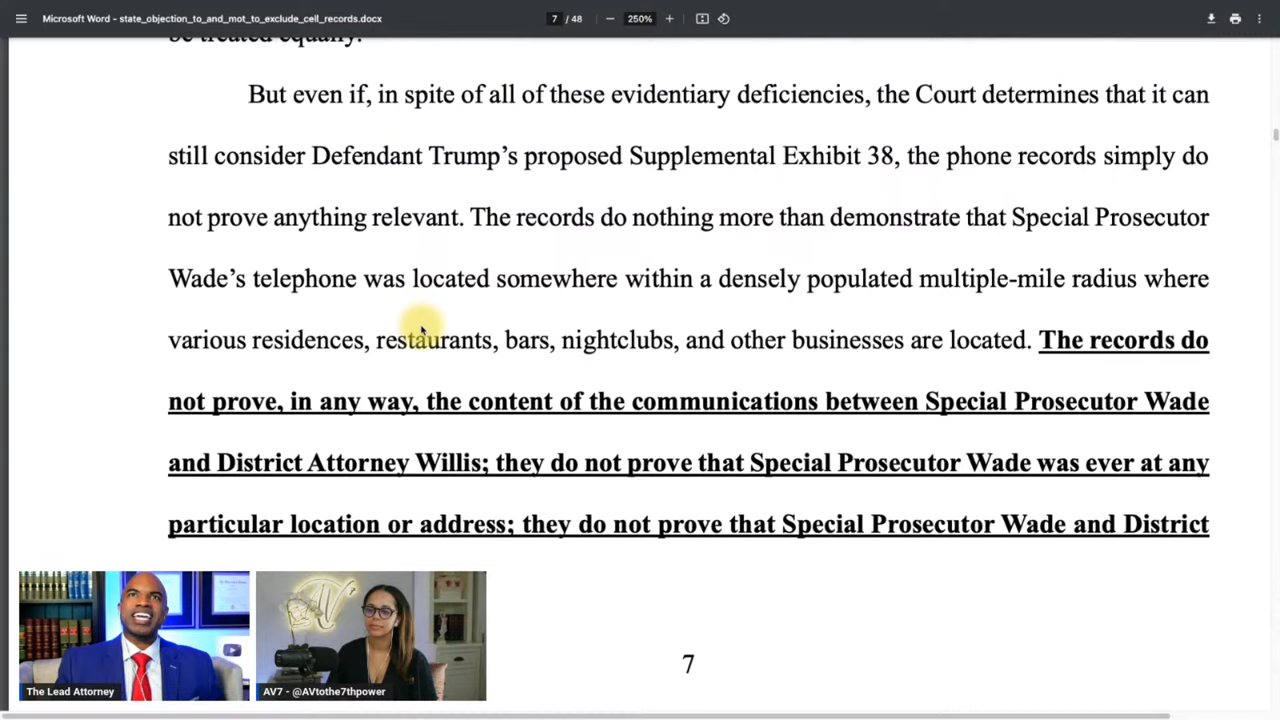 Microsoft Word - state_objection_to_and_mot_to_exclude_cell_records.docx
7 / 48
250%
be treated equally.
But even if, in spite of all of these evidentiary deficiencies, the Court determines that it can
still consider Defendant Trump’s proposed Supplemental Exhibit 38, the phone records simply do
not prove anything relevant. The records do nothing more than demonstrate that Special Prosecutor
Wade’s telephone was located somewhere within a densely populated multiple-mile radius where
various residences, restaurants, bars, nightclubs, and other businesses are located. The records do
not prove, in any way, the content of the communications between Special Prosecutor Wade
and District Attorney Willis; they do not prove that Special Prosecutor Wade was ever at any
particular location or address; they do not prove that Special Prosecutor Wade and District
7
AV
The Lead Attorney
AV7 - @AVtothe7thpower